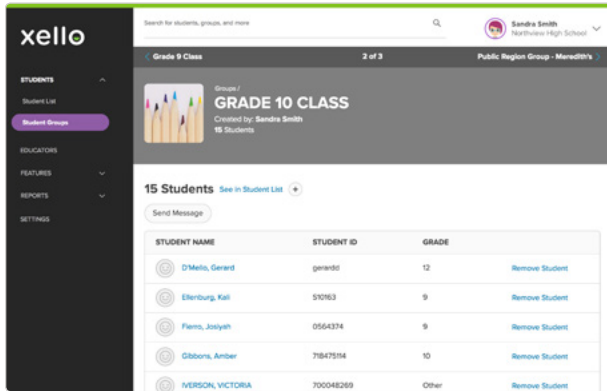 xello
Search for students, groups, and more
Sandra Smith
Northview High School
Grade 9 Class
2 of 3
Public Region Group - Meredith's
STUDENTS
Student List
Student Groups
EDUCATORS
FEATURES
REPORTS
SETTINGS
Groups /
GRADE 10 CLASS
Created by: Sandra Smith
15 Students
15 Students See in Student List +
Send Message
STUDENT NAME STUDENT ID GRADE
D'Melio, Gerard gerardd 12 Remove Student
Ellenburg, Kali 510163 9 Remove Student
Fierro, Josiyah 0564374 9 Remove Student
Gibbons, Amber 718475114 10 Remove Student
IVERSON, VICTORIA 700048269 Other Remove Student